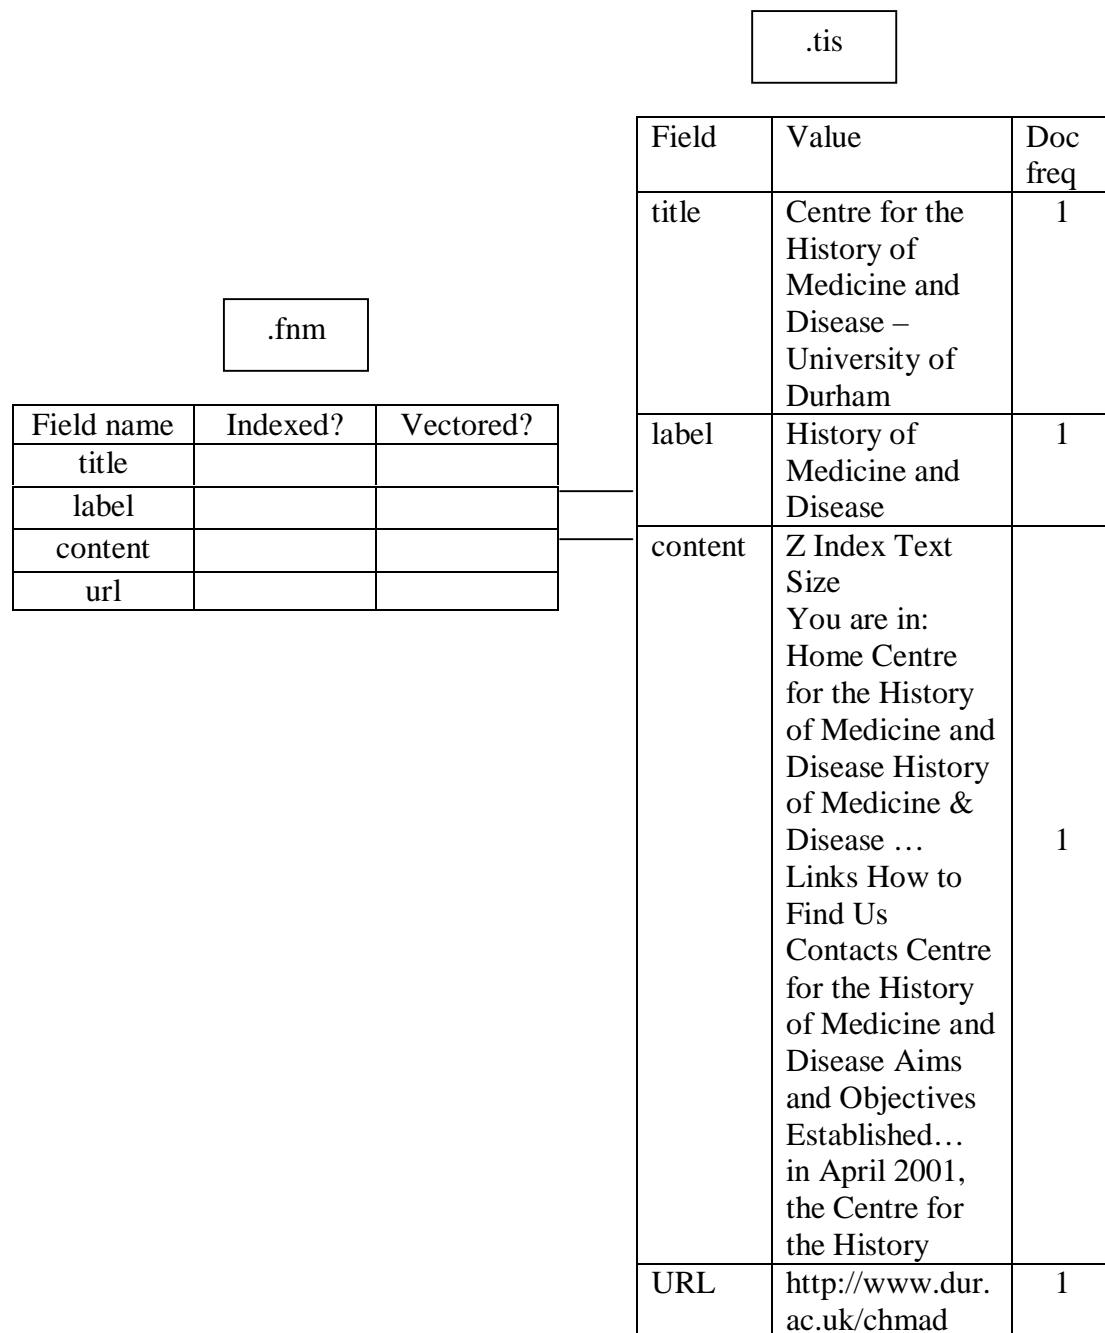 .tis
Field Value Doc
freq
title Centre for the 1
History of
Medicine and
Disease –
University of
Durham
label History of 1
Medicine and
Disease
content Z Index Text
Size
You are in:
Home Centre
for the History
of Medicine and
Disease History
of Medicine &
Disease … 1
Links How to
Find Us
Contacts Centre
for the History
of Medicine and
Disease Aims
and Objectives
Established…
in April 2001,
the Centre for
the History
URL http://www.dur. 1
ac.uk/chmad
.fnm
Field name Indexed? Vectored?
title
label
content
url